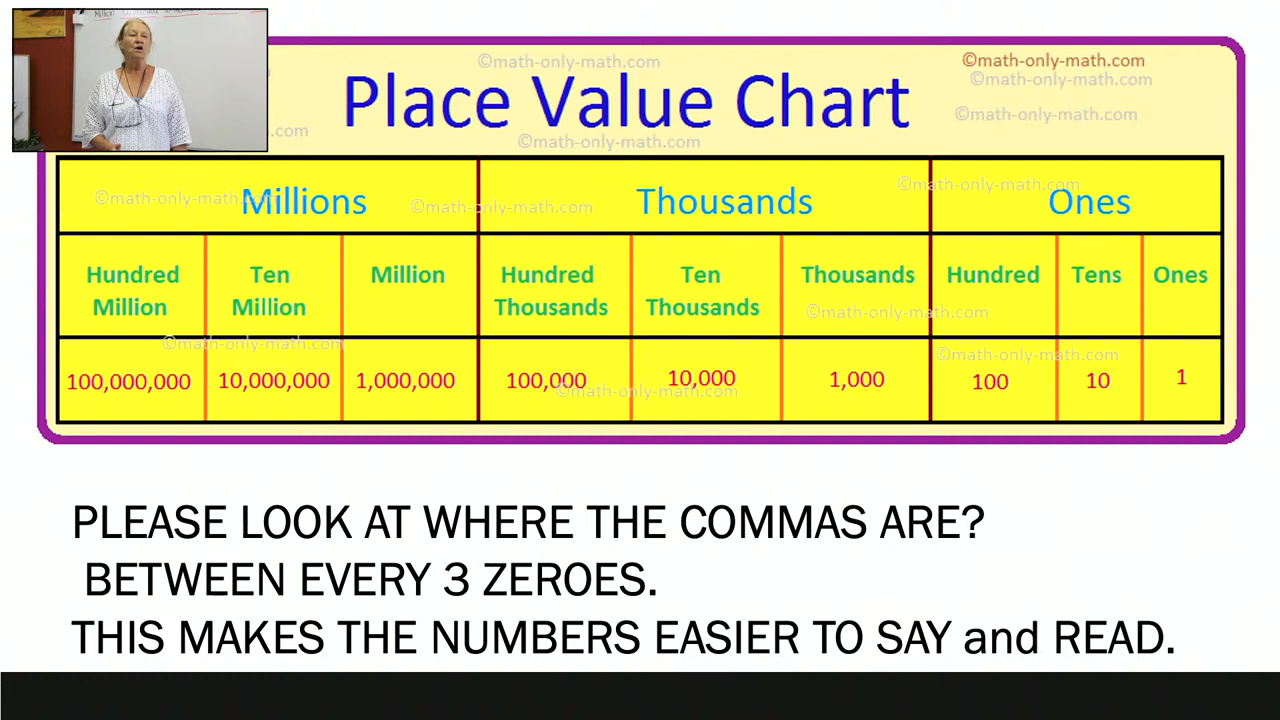 ©math-only-math.com
©math-only-math.com
©math-only-math.com
©math-only-math.com
.com
©math-only-math.com
Place Value Chart
©math-only-math.com
©math-only-math.com
©math-only-math.com
Millions Thousands Ones
Hundred Million Ten Million Million Hundred Thousands Ten Thousands Thousands Hundred Tens Ones
©math-only-math.com
©math-only-math.com
©math-only-math.com
100,000,000 10,000,000 1,000,000 100,000 10,000 1,000 100 10 1
©math-only-math.com
PLEASE LOOK AT WHERE THE COMMAS ARE?
BETWEEN EVERY 3 ZEROES.
THIS MAKES THE NUMBERS EASIER TO SAY and READ.